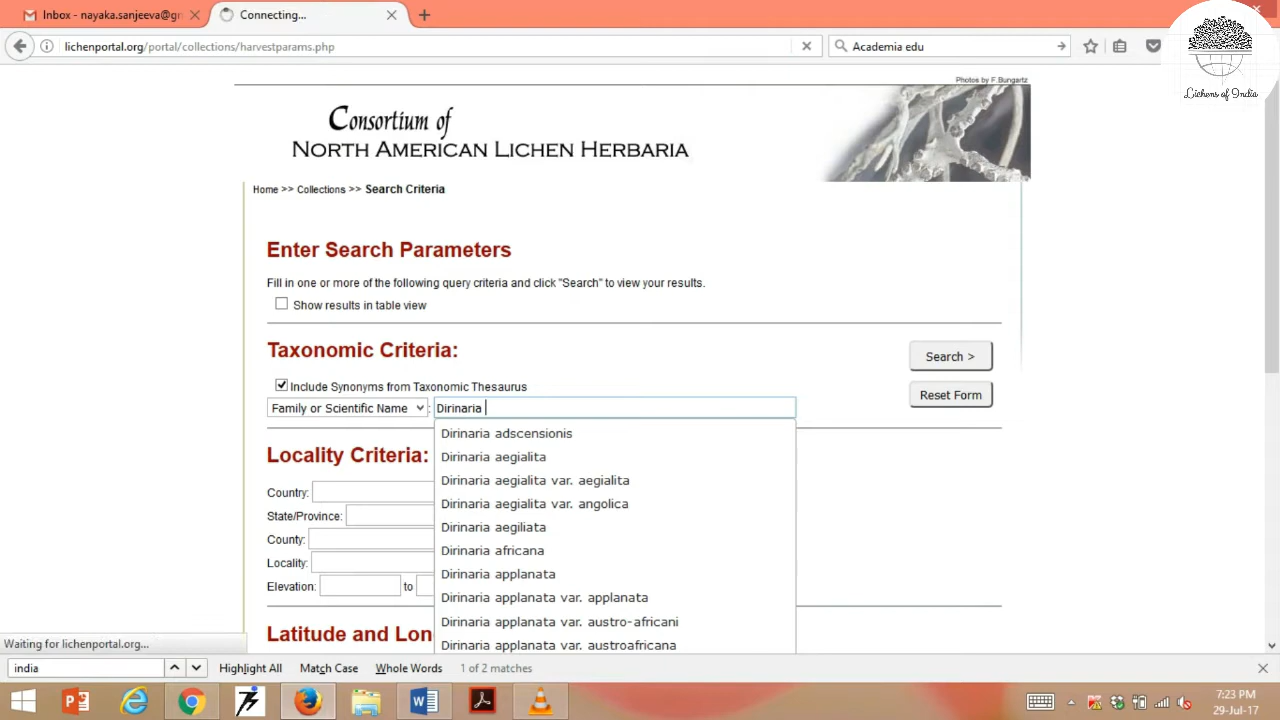 Inbox - nayaka.sanjeeva@gr
Connecting...
lichenportal.org/portal/collections/harvestparams.php
Academia edu
Lichens of India
Photos by F.Bungartz
Consortium of
NORTH AMERICAN LICHEN HERBARIA
Home >> Collections >> Search Criteria
Enter Search Parameters
Fill in one or more of the following query criteria and click "Search" to view your results.
Show results in table view
Taxonomic Criteria:
Search >
Include Synonyms from Taxonomic Thesaurus
Reset Form
Family or Scientific Name : Dirinaria
Dirinaria adscensionis
Dirinaria aegialita
Dirinaria aegialita var. aegialita
Dirinaria aegialita var. angolica
Dirinaria aegiliata
Dirinaria africana
Dirinaria applanata
Dirinaria applanata var. applanata
Dirinaria applanata var. austro-africani
Dirinaria applanata var. austroafricana
Locality Criteria:
Country:
State/Province:
County:
Locality:
Elevation: to
Latitude and Lon
Waiting for lichenportal.org...
india
Highlight All
Match Case
Whole Words
1 of 2 matches
7:23 PM
29-Jul-17